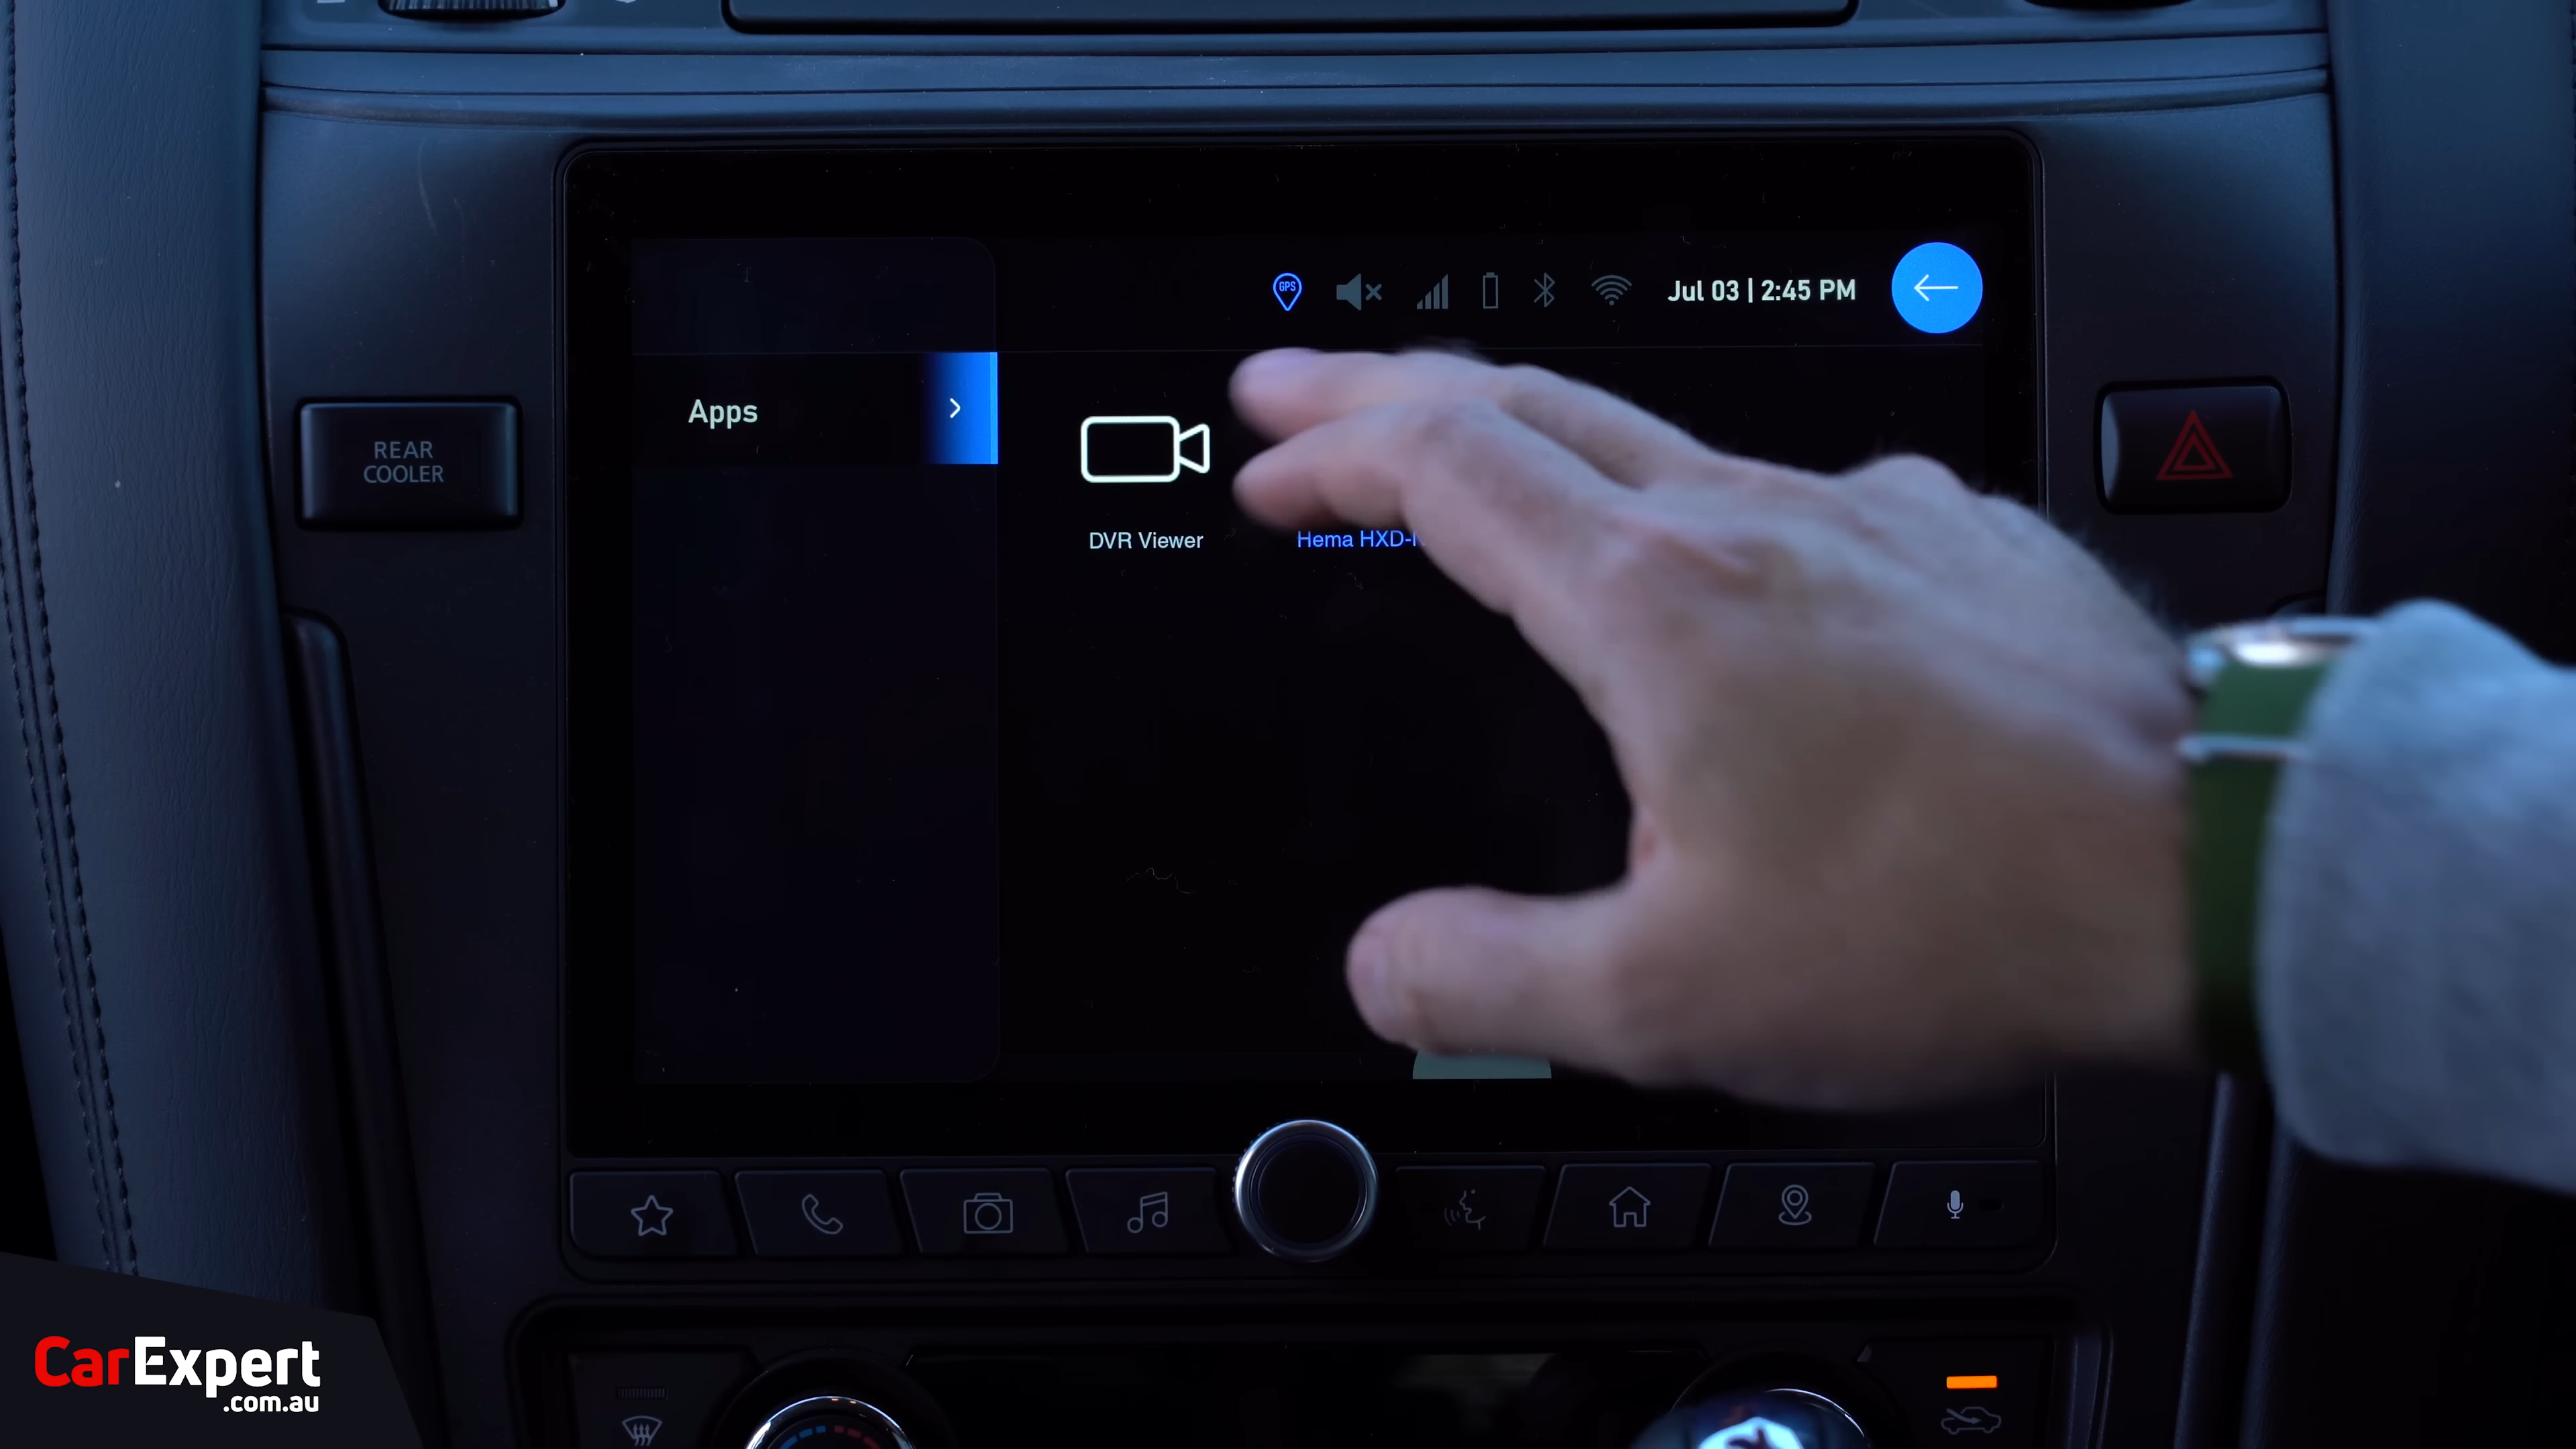 GPS
Jul 03 | 2:45 PM
Apps
REAR
COOLER
DVR Viewer
Hema HXD-
CarExpert
.com.au